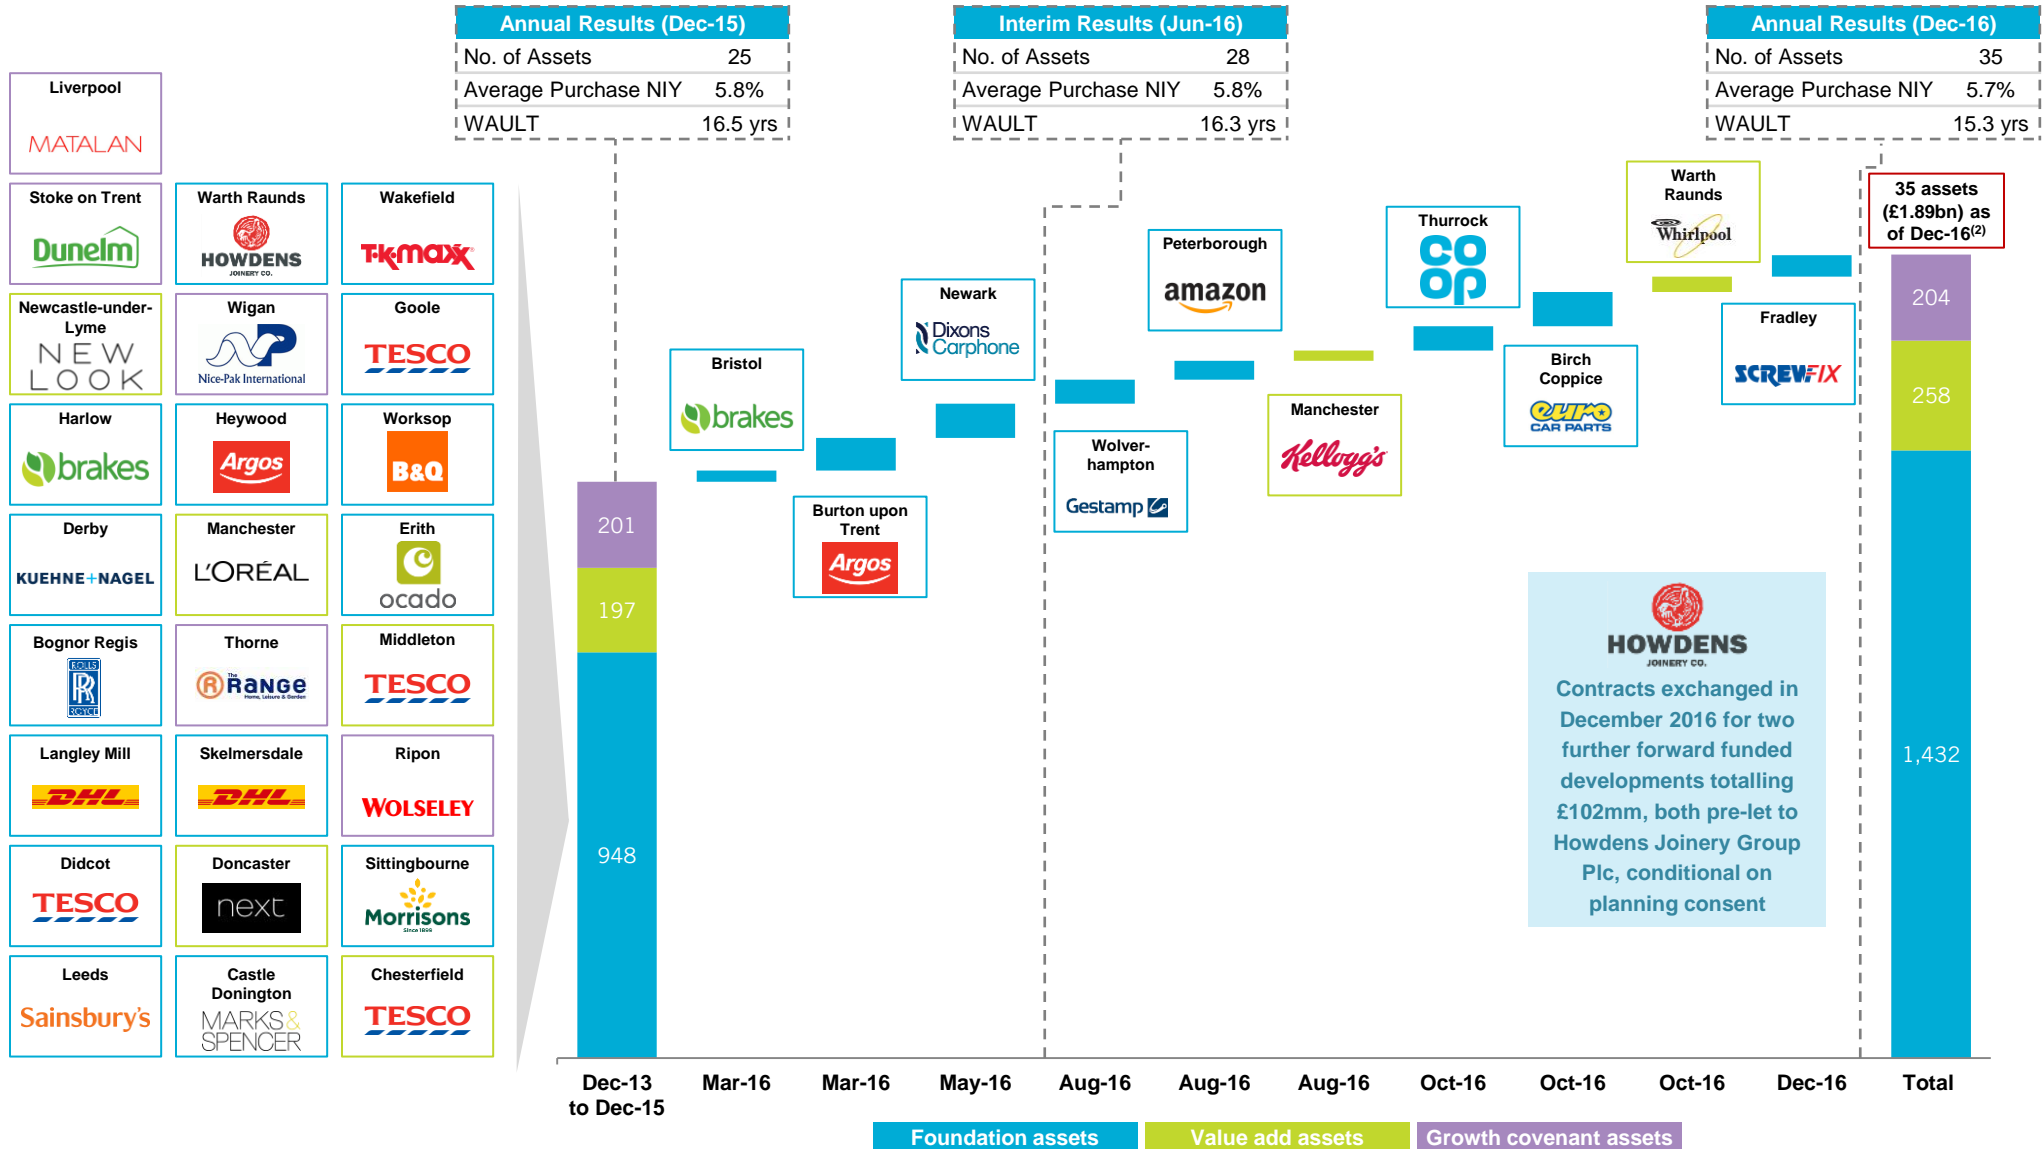 Annual Results (Dec-15)
No. of Assets 25
Average Purchase NIY 5.8%
WAULT 16.5 yrs
Interim Results (Jun-16)
No. of Assets 28
Average Purchase NIY 5.8%
WAULT 16.3 yrs
Annual Results (Dec-16)
No. of Assets 35
Average Purchase NIY 5.7%
WAULT 15.3 yrs
Liverpool
MATALAN
Stoke on Trent
Dunelm
Warth Raunds
HOWDENS
JOINERY CO.
Wakefield
T·K·maxx
Newcastle-under-
Lyme
NEW
LOOK
Wigan
NP
Nice-Pak International
Goole
TESCO
Harlow
brakes
Heywood
Argos
Worksop
B&Q
Derby
KUEHNE+NAGEL
Manchester
L'ORÉAL
Erith
ocado
Bognor Regis
ROLLS
RR
ROYCE
Thorne
The
RANGE
Home, Leisure & Garden
Middleton
TESCO
Langley Mill
DHL
Skelmersdale
DHL
Ripon
WOLSELEY
Didcot
TESCO
Doncaster
next
Sittingbourne
Morrisons
Since 1899
Leeds
Sainsbury's
Castle
Donington
MARKS&
SPENCER
Chesterfield
TESCO
201
197
948
Bristol
brakes
Burton upon
Trent
Argos
Newark
Dixons
Carphone
Wolver-
hampton
Gestamp
Peterborough
amazon
Manchester
Kellogg's
Thurrock
CO
OP
Birch
Coppice
euro
CAR PARTS
Warth
Raunds
Whirlpool
Fradley
SCREWFIX
35 assets
(£1.89bn) as
of Dec-16(2)
204
258
1,432
HOWDENS
JOINERY CO.
Contracts exchanged in
December 2016 for two
further forward funded
developments totalling
£102mm, both pre-let to
Howdens Joinery Group
Plc, conditional on
planning consent
Dec-13
to Dec-15
Mar-16
Mar-16
May-16
Aug-16
Aug-16
Aug-16
Oct-16
Oct-16
Oct-16
Dec-16
Total
Foundation assets
Value add assets
Growth covenant assets